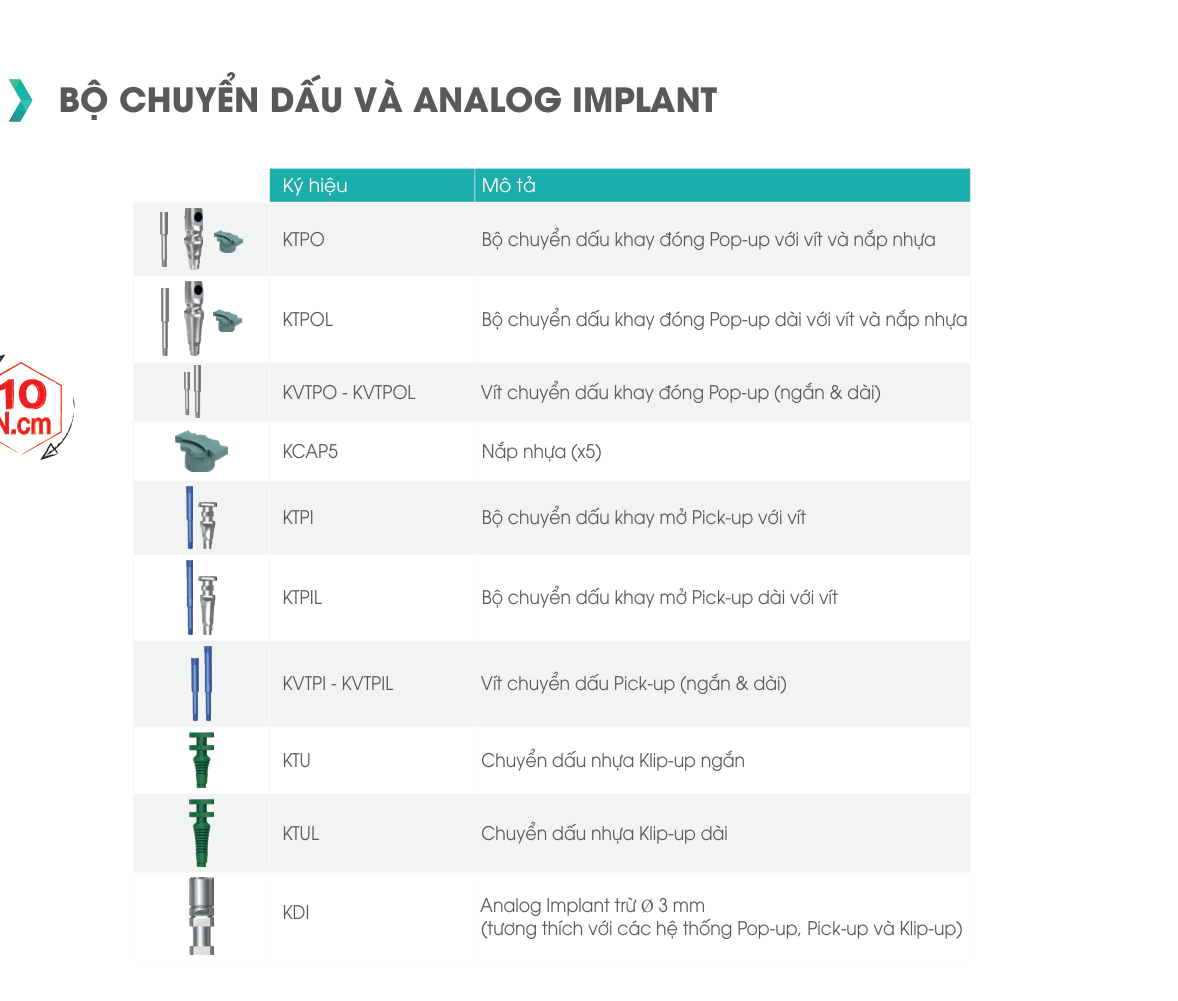 BỘ CHUYỂN DẤU VÀ ANALOG IMPLANT
Ký hiệu Mô tả
KTPO Bộ chuyển dấu khay đóng Pop-up với vít và nắp nhựa
KTPOL Bộ chuyển dấu khay đóng Pop-up dài với vít và nắp nhựa
KVTPO - KVTPOL Vít chuyển dấu khay đóng Pop-up (ngắn & dài)
10
N.cm
KCAP5 Nắp nhựa (x5)
KTPI Bộ chuyển dấu khay mở Pick-up với vít
KTPIL Bộ chuyển dấu khay mở Pick-up dài với vít
KVTPI - KVTPIL Vít chuyển dấu Pick-up (ngắn & dài)
KTU Chuyển dấu nhựa Klip-up ngắn
KTUL Chuyển dấu nhựa Klip-up dài
KDI Analog Implant trừ Ø 3 mm
(tương thích với các hệ thống Pop-up, Pick-up và Klip-up)